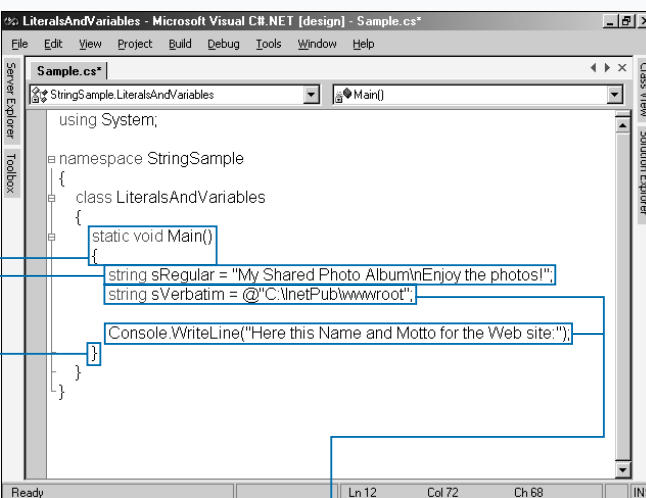 LiteralsAndVariables - Microsoft Visual C#.NET [design] - Sample.cs*
File Edit View Project Build Debug Tools Window Help
Sample.cs*
StringSample.LiteralsAndVariables Main()
Server Explorer
Toolbox
Class View
Solution Explorer
using System;
namespace StringSample
{
class LiteralsAndVariables
{
static void Main()
{
string sRegular = "My Shared Photo Album\nEnjoy the photos!";
string sVerbatim = @"C:\InetPub\wwwroot";
Console.WriteLine("Here this Name and Motto for the Web site:");
}
}
}
Ready Ln 12 Col 72 Ch 68 IN